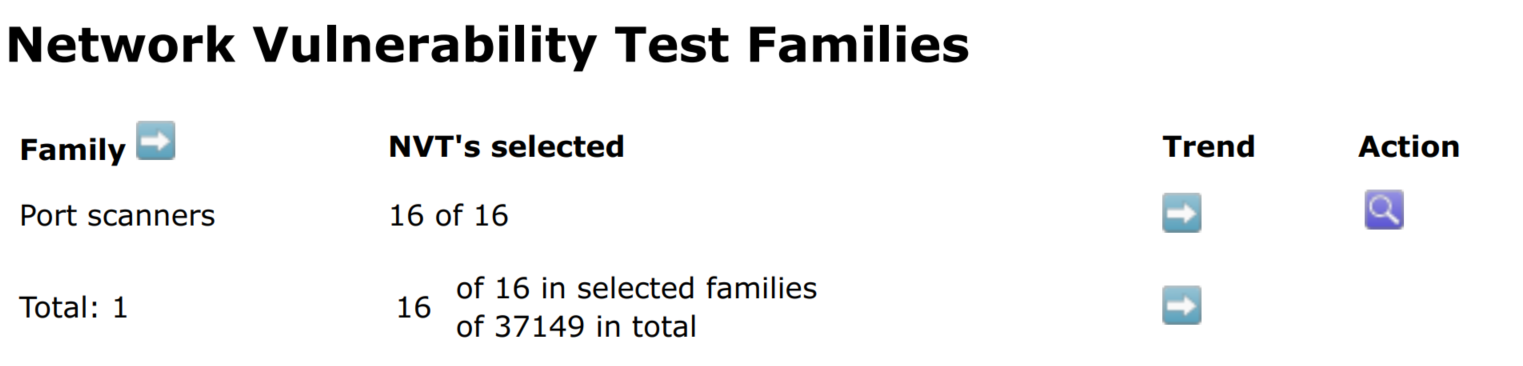 Network Vulnerability Test Families
Family NVT's selected Trend Action
Port scanners 16 of 16
Total: 1 16 of 16 in selected families
of 37149 in total